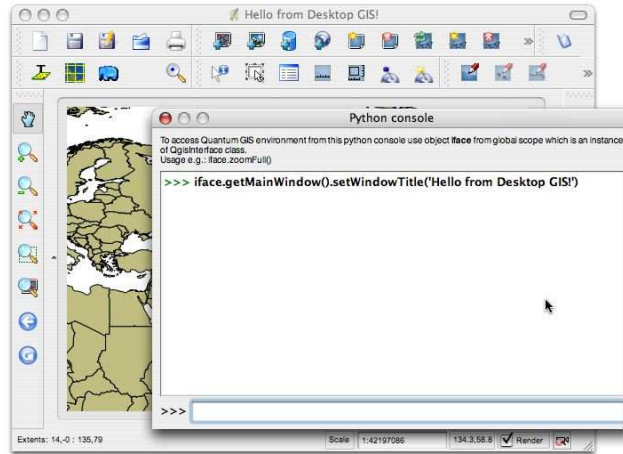 Hello from Desktop GIS!
Python console
To access Quantum GIS environment from this python console use object iface from global scope which is an instance
of QgisInterface class.
Usage e.g.: iface.zoomFull()
>>> iface.getMainWindow().setWindowTitle('Hello from Desktop GIS!')
>>>
Extents: 14,-0 : 135,79
Scale 1:42197086 134.3,58.8 Render